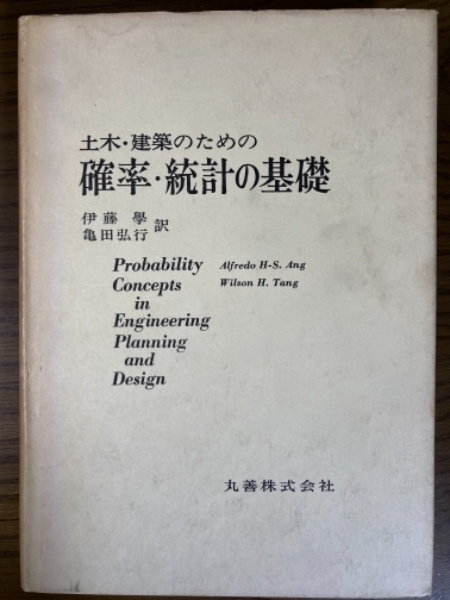 土木・建築のための
確率・統計の基礎
伊藤學
亀田弘行 訳
Probability Alfredo H-S. Ang
Concepts Wilson H. Tang
in
Engineering
Planning
and
Design
丸善株式会社